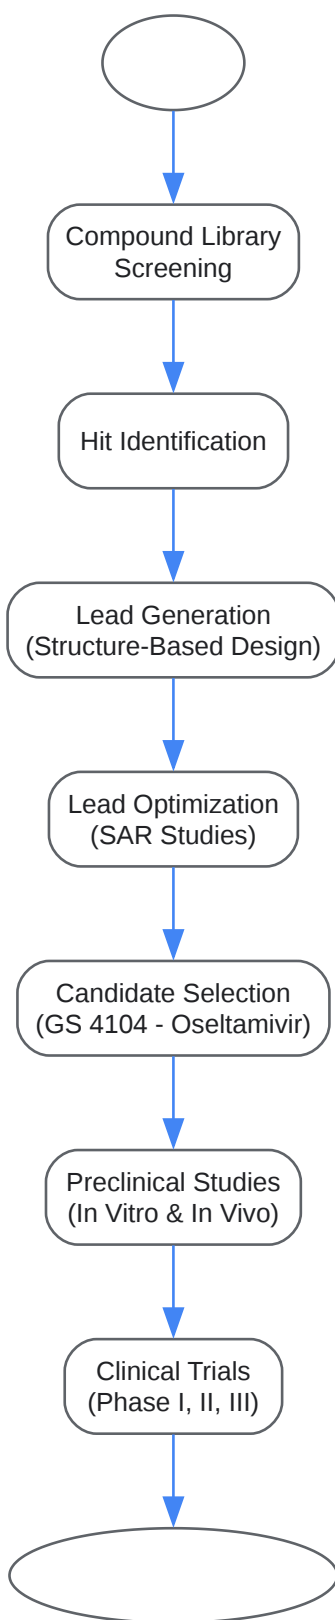 Compound Library
Screening
Hit Identification
Lead Generation
(Structure-Based Design)
Lead Optimization
(SAR Studies)
Candidate Selection
(GS 4104 - Oseltamivir)
Preclinical Studies
(In Vitro & In Vivo)
Clinical Trials
(Phase I, II, III)